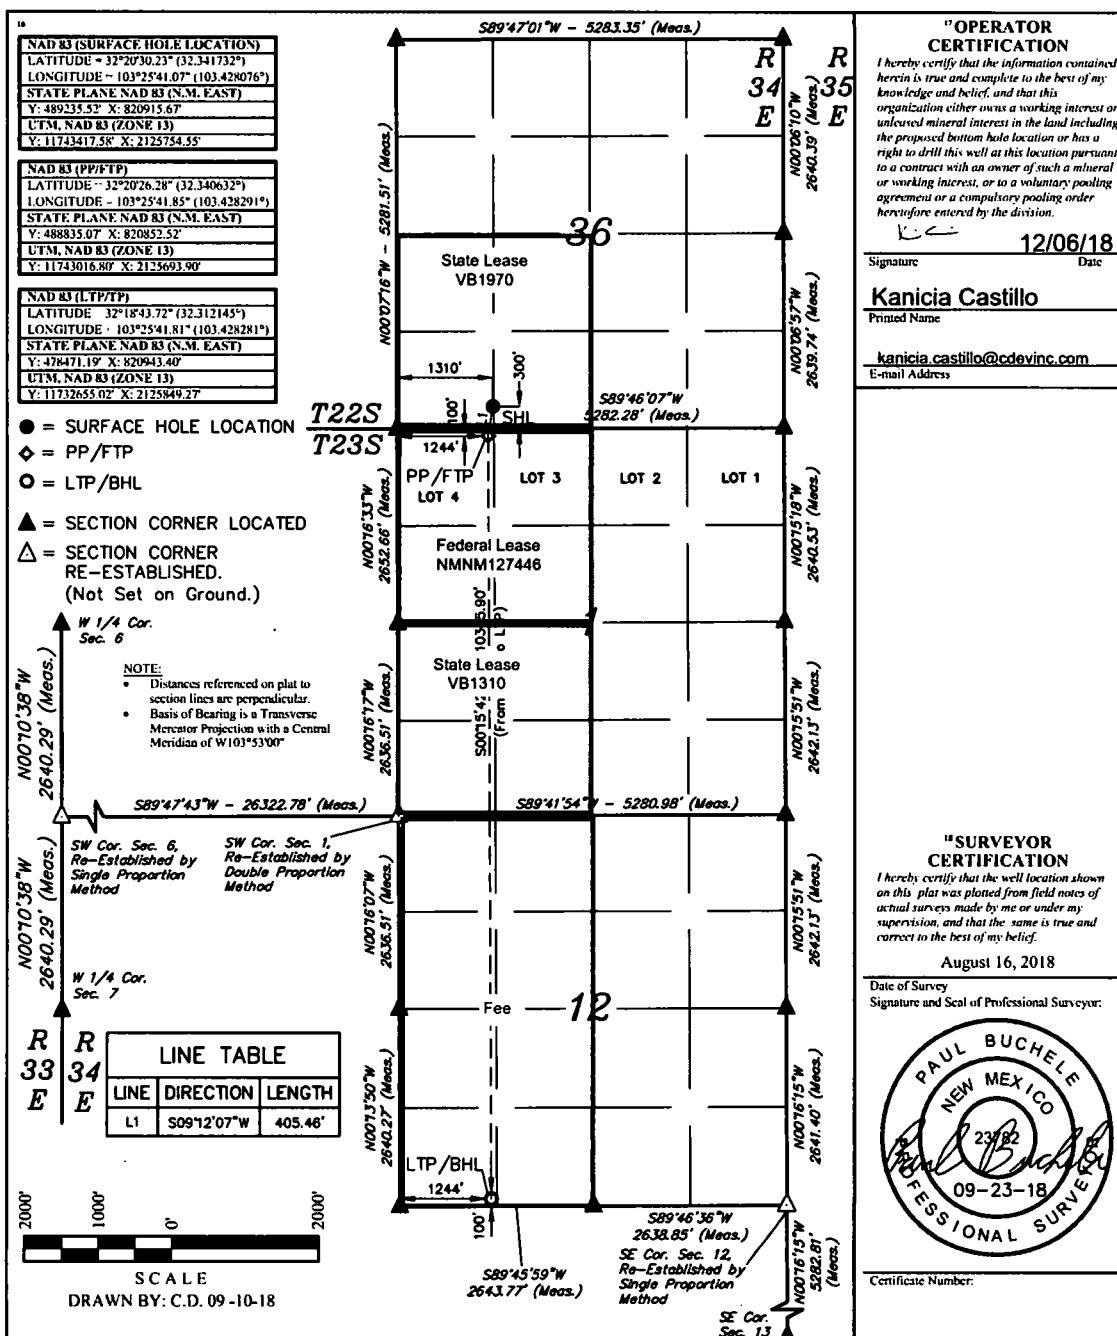 16
NAD 83 (SURFACE HOLE LOCATION)
LATITUDE = 32°20'30.23" (32.341732°)
LONGITUDE = 103°25'41.07" (103.428076°)
STATE PLANE NAD 83 (N.M. EAST)
Y: 489235.52' X: 820915.67'
UTM, NAD 83 (ZONE 13)
Y: 11743417.58' X: 2125754.55'
NAD 83 (PP/FTP)
LATITUDE = 32°20'26.28" (32.340632°)
LONGITUDE = 103°25'41.85" (103.428291°)
STATE PLANE NAD 83 (N.M. EAST)
Y: 488835.07' X: 820852.52'
UTM, NAD 83 (ZONE 13)
Y: 11743016.80' X: 2125693.90'
NAD 83 (LTP/TP)
LATITUDE 32°18'43.72" (32.312145°)
LONGITUDE 103°25'41.81" (103.428281°)
STATE PLANE NAD 83 (N.M. EAST)
Y: 478471.19' X: 820943.40'
UTM, NAD 83 (ZONE 13)
Y: 11732655.02' X: 2125849.27'
● = SURFACE HOLE LOCATION
◇ = PP/FTP
○ = LTP/BHL
▲ = SECTION CORNER LOCATED
△ = SECTION CORNER
RE-ESTABLISHED.
(Not Set on Ground.)
W 1/4 Cor.
Sec. 6
NOTE:
• Distances referenced on plat to
section lines are perpendicular.
• Basis of Bearing is a Transverse
Mercator Projection with a Central
Meridian of W103°53'00"
N00°10'38"W
2640.29' (Meas.)
S89°47'43"W - 26322.78' (Meas.)
SW Cor. Sec. 6,
Re-Established by
Single Proportion
Method
SW Cor. Sec. 1,
Re-Established by
Double Proportion
Method
N00°10'38"W
2640.29' (Meas.)
W 1/4 Cor.
Sec. 7
R
33
E
R
34
E
LINE TABLE
LINE DIRECTION LENGTH
L1 S09°12'07"W 405.46'
2000'
1000'
0'
2000'
SCALE
DRAWN BY: C.D. 09-10-18
S89°47'01"W - 5283.35' (Meas.)
R
34
E
R
35
E
N00°07'16"W - 5281.51' (Meas.)
N00°06'10"W
2640.39' (Meas.)
36
State Lease
VB1970
N00°06'57"W
2639.74' (Meas.)
1310'
300'
100'
SHL
S89°46'07"W
5282.28' (Meas.)
T22S
T23S
1244'
PP/FTP
LOT 4
LOT 3
LOT 2
LOT 1
N00°16'33"W
2652.66' (Meas.)
N00°15'18"W
2640.53' (Meas.)
Federal Lease
NMNM127446
1
State Lease
VB1310
N00°16'17"W
2636.51' (Meas.)
N00°15'51"W
2642.13' (Meas.)
S89°41'54"W - 5280.98' (Meas.)
N00°16'07"W
2636.51' (Meas.)
N00°15'51"W
2642.13' (Meas.)
Fee
12
N00°13'50"W
2640.27' (Meas.)
N00°16'15"W
2641.40' (Meas.)
LTP/BHL
1244'
100'
S89°45'59"W
2643.77' (Meas.)
S89°46'36"W
2638.85' (Meas.)
SE Cor. Sec. 12,
Re-Established by
Single Proportion
Method
N00°16'15"W
5282.81'
(Meas.)
SE Cor.
Sec. 13
17 OPERATOR
CERTIFICATION
I hereby certify that the information contained
herein is true and complete to the best of my
knowledge and belief, and that this
organization either owns a working interest or
unleased mineral interest in the land including
the proposed bottom hole location or has a
right to drill this well at this location pursuant
to a contract with an owner of such a mineral
or working interest, or to a voluntary pooling
agreement or a compulsory pooling order
heretofore entered by the division.
12/06/18
Signature Date
Kanicia Castillo
Printed Name
kanicia.castillo@cdevinc.com
E-mail Address
18 SURVEYOR
CERTIFICATION
I hereby certify that the well location shown
on this plat was plotted from field notes of
actual surveys made by me or under my
supervision, and that the same is true and
correct to the best of my belief.
August 16, 2018
Date of Survey
Signature and Seal of Professional Surveyor:
PAUL BUCHELE
NEW MEXICO
23782
09-23-18
PROFESSIONAL SURVEYOR
Certificate Number: